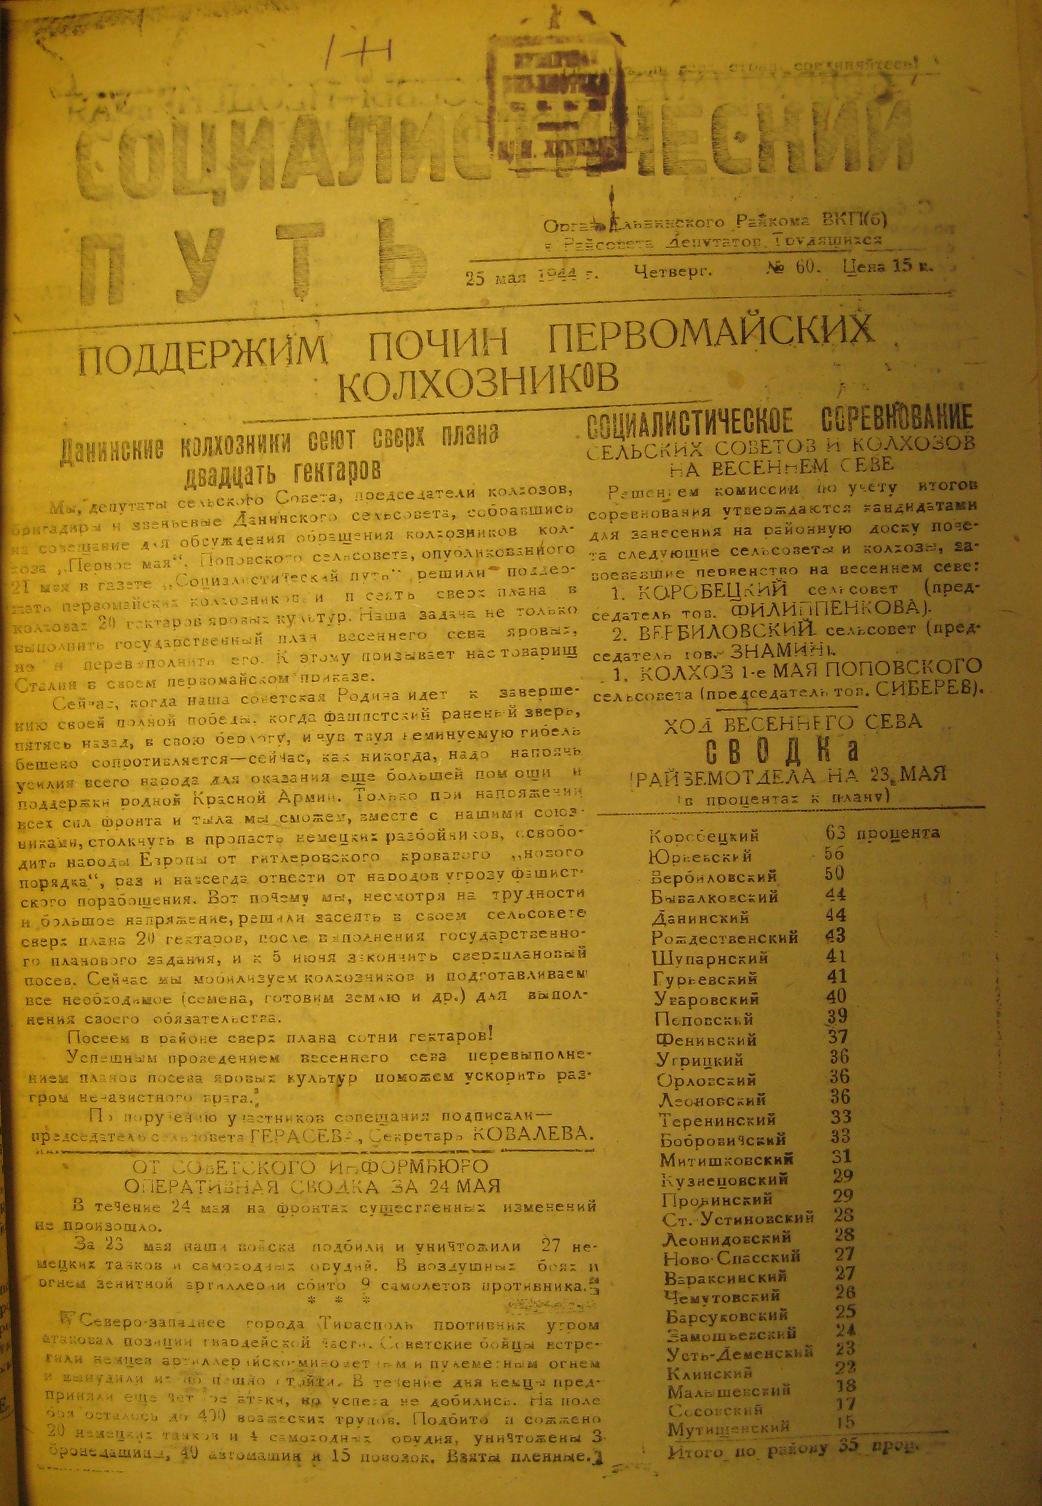 СОЦИАЛИСТИЧЕСКИЙ
ПУТЬ
Орган Ельнинского Райкома ВКП(б)
и Райсовета Депутатов Трудящихся
25 мая 1944 г. Четверг. № 60. Цена 15 к.
ПОДДЕРЖИМ ПОЧИН ПЕРВОМАЙСКИХ
КОЛХОЗНИКОВ
Данинские колхозники сеют сверх плана
двадцать гектаров
Мы, депутаты сельского Совета, председатели колхозов,
бригадиры и звеньевые Данинского сельсовета, собравшись
на совещание для обсуждения обращения колхозников кол-
хоза „Первое мая“, Поповского сельсовета, опубликованного
21 мая в газете „Социалистический путь“ решили поддер-
жать первомайских колхозников и посеять сверх плана в
колхозах 20 гектаров яровых культур. Наша задача не только
выполнить государственный план весеннего сева яровых,
но и перевыполнить его. К этому призывает нас товарищ
Сталин в своем первомайском приказе.
Сейчас, когда наша советская Родина идет к заверше-
нию своей полной победы, когда фашистский раненый зверь,
пятясь назад, в свою берлогу, и чувствуя неминуемую гибель
бешено сопротивляется—сейчас, как никогда, надо напрячь
усилия всего народа для оказания еще большей помощи и
поддержки родной Красной Армии. Только при напряжении
всех сил фронта и тыла мы сможем, вместе с нашими союз-
никами, столкнуть в пропасть немецких разбойников, освобо-
дить народы Европы от гитлеровского кровавого „нового
порядка“, раз и навсегда отвести от народов угрозу фашист-
ского порабощения. Вот почему мы, несмотря на трудности
и большое напряжение, решили засеять в своем сельсовете
сверх плана 20 гектаров, после выполнения государственно-
го планового задания, и к 5 июня закончить сверхплановый
посев. Сейчас мы мобилизуем колхозников и подготавливаем
все необходимое (семена, готовим землю и др.) для выпол-
нения своего обязательства.
Посеем в районе сверх плана сотни гектаров!
Успешным проведением весеннего сева перевыполне-
нием планов посева яровых культур поможем ускорить раз-
гром ненавистного врага.
По поручению участников совещания подписали—
председатель сельсовета ГЕРАСЕВА, Секретарь КОВАЛЕВА.
ОТ СОВЕТСКОГО ИНФОРМБЮРО
ОПЕРАТИВНАЯ СВОДКА ЗА 24 МАЯ
В течение 24 мая на фронтах существенных изменений
не произошло.
За 23 мая наши войска подбили и уничтожили 27 не-
мецких танков и самоходных орудий. В воздушных боях и
огнем зенитной артиллерии сбито 9 самолетов противника.
* * *
Северо-западнее города Тирасполь противник утром
атаковал позиции гвардейской части. Советские бойцы встре-
тили немцев артиллерийско-минометным и пулеметным огнем
и вынудили их отойти. В течение дня немцы пред-
приняли еще четыре атаки, но успеха не добились. На поле
боя осталось до 400 вражеских трупов. Подбито и сожжено
20 немецких танков и 4 самоходных орудия, уничтожены 3
бронемашины, 40 автомашин и 15 повозок. Взяты пленные.
СОЦИАЛИСТИЧЕСКОЕ СОРЕВНОВАНИЕ
СЕЛЬСКИХ СОВЕТОВ И КОЛХОЗОВ
НА ВЕСЕННЕМ СЕВЕ
Решением комиссии по учету итогов
соревнования утверждаются кандидатами
для занесения на районную доску поче-
та следующие сельсоветы и колхозы, за-
воевавшие первенство на весеннем севе:
1. КОРОБЕЦКИЙ сельсовет (пред-
седатель тов. ФИЛИППЕНКОВА).
2. ВЕРБИЛОВСКИЙ сельсовет (пред-
седатель тов. ЗНАМИН).
1. КОЛХОЗ 1-е МАЯ ПОПОВСКОГО
сельсовета (председатель тов. СИБЕРЕВ).
ХОД ВЕСЕННЕГО СЕВА
СВОДКА
РАЙЗЕМОТДЕЛА НА 23 МАЯ
(в процентах к плану)
Коробецкий 63 процента
Юрьевский 56
Вербиловский 50
Бывалковский 44
Данинский 44
Рождественский 43
Шупарнский 41
Гурьевский 41
Уваровский 40
Поповский 39
Фенинский 37
Угрицкий 36
Орловский 36
Леоновский 36
Теренинский 33
Бобровичский 33
Митишковский 31
Кузнецовский 29
Пронинский 29
Ст. Устиновский 28
Леонидовский 28
Ново-Спасский 27
Вараксинский 27
Чемутовский 26
Барсуковский 25
Замошьевский 24
Усть-Деменский 23
Клинский 22
Малышевский 18
Сосовский 17
Мутищенский 15
Итого по району 35 проц.